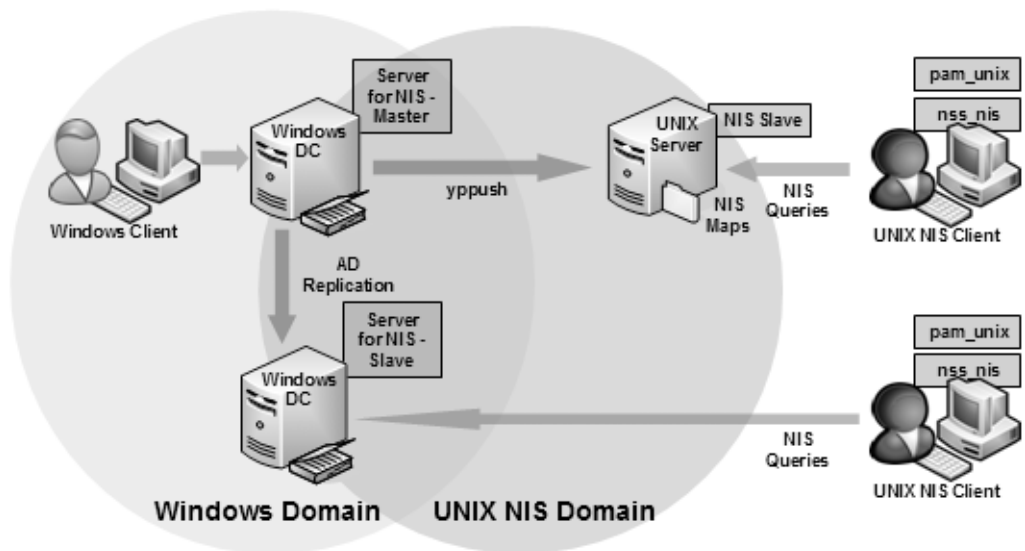 Server
for NIS -
Master
Windows
DC
Windows Client
yppush
UNIX
Server
NIS Slave
NIS
Maps
NIS
Queries
pam_unix
nss_nis
UNIX NIS Client
AD
Replication
Server
for NIS -
Slave
Windows
DC
NIS
Queries
pam_unix
nss_nis
UNIX NIS Client
Windows Domain
UNIX NIS Domain